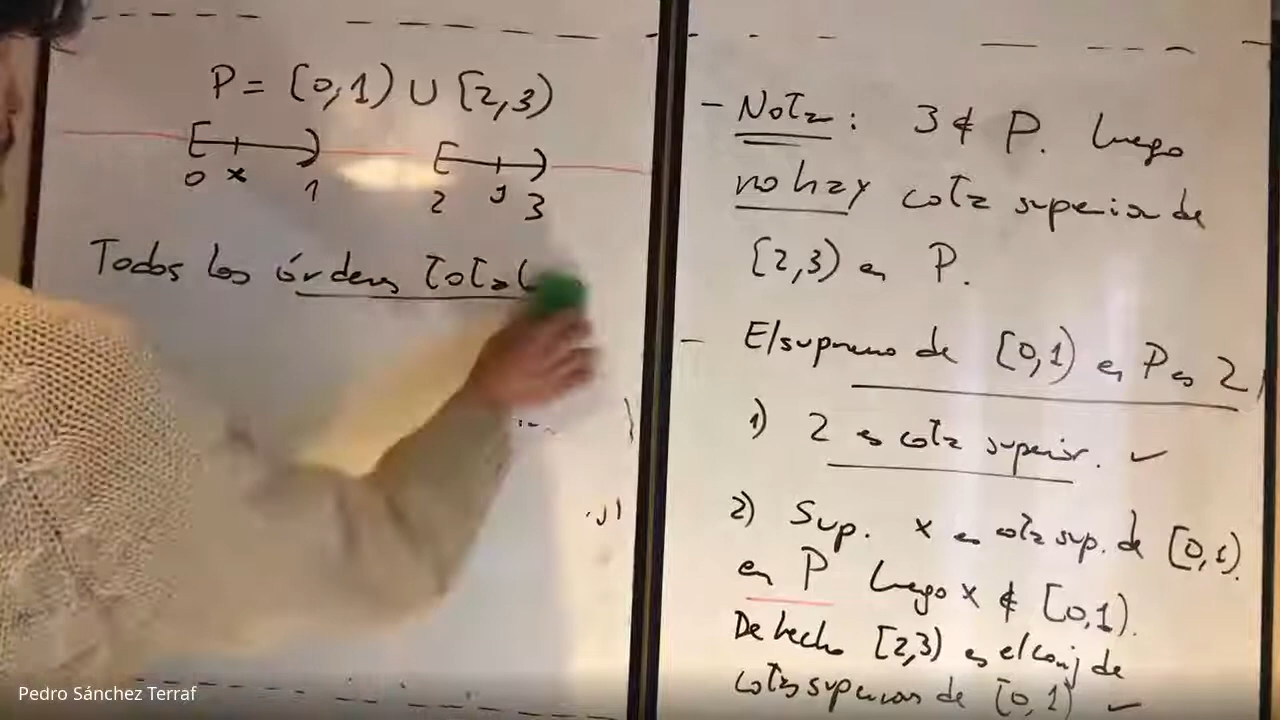 P = [0,1) ∪ [2,3)
0 x 1 2 y 3
Todos los órdenes Total
- Nota: 3 ∉ P. Luego
no hay cota superior de
[2,3) en P.
- El supremo de [0,1) en P es 2,
1) 2 es cota superior. ✓
2) Sup. x es cota sup. de [0,1).
en P Luego x ∉ [0,1).
De hecho [2,3) es el conj de
cotas superiores de [0,1) ✓
Pedro Sánchez Terraf